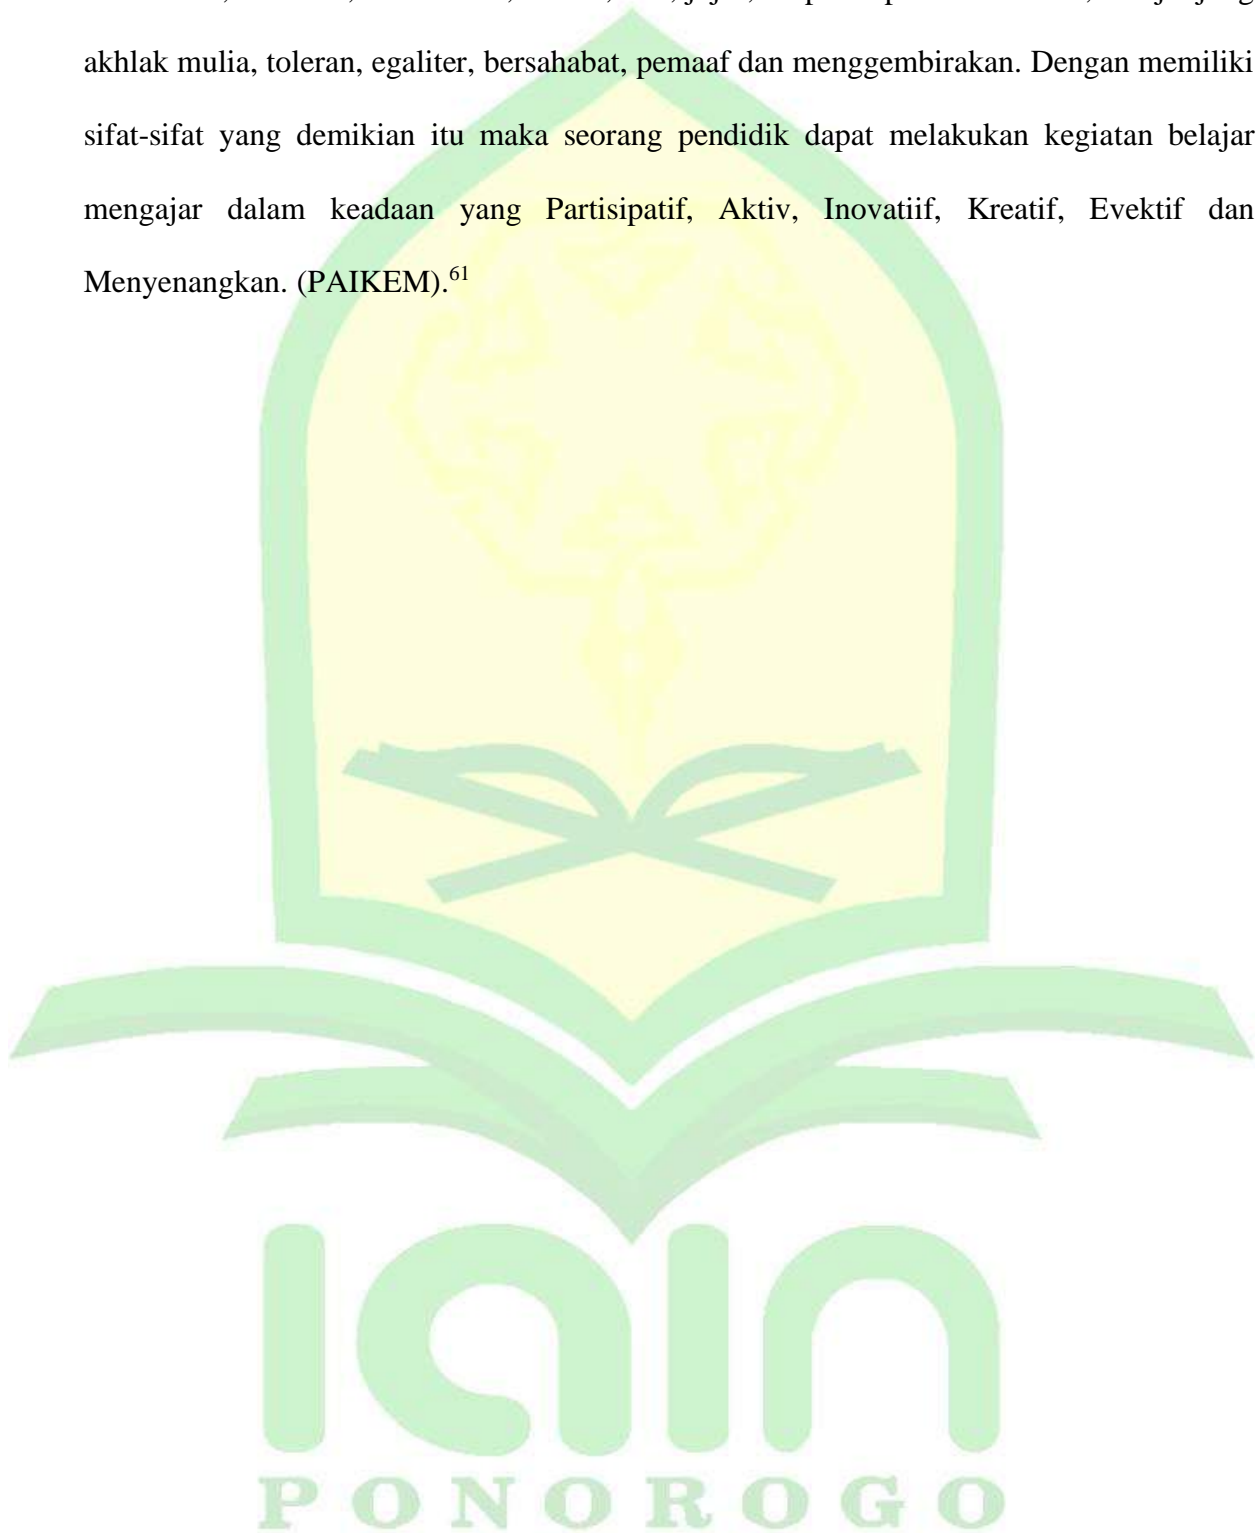 akhlak mulia, toleran, egaliter, bersahabat, pemaaf dan menggembirakan. Dengan memiliki
sifat-sifat yang demikian itu maka seorang pendidik dapat melakukan kegiatan belajar
mengajar dalam keadaan yang Partisipatif, Aktiv, Inovatiif, Kreatif, Evektif dan
Menyenangkan. (PAIKEM).61
iain
PONOROGO